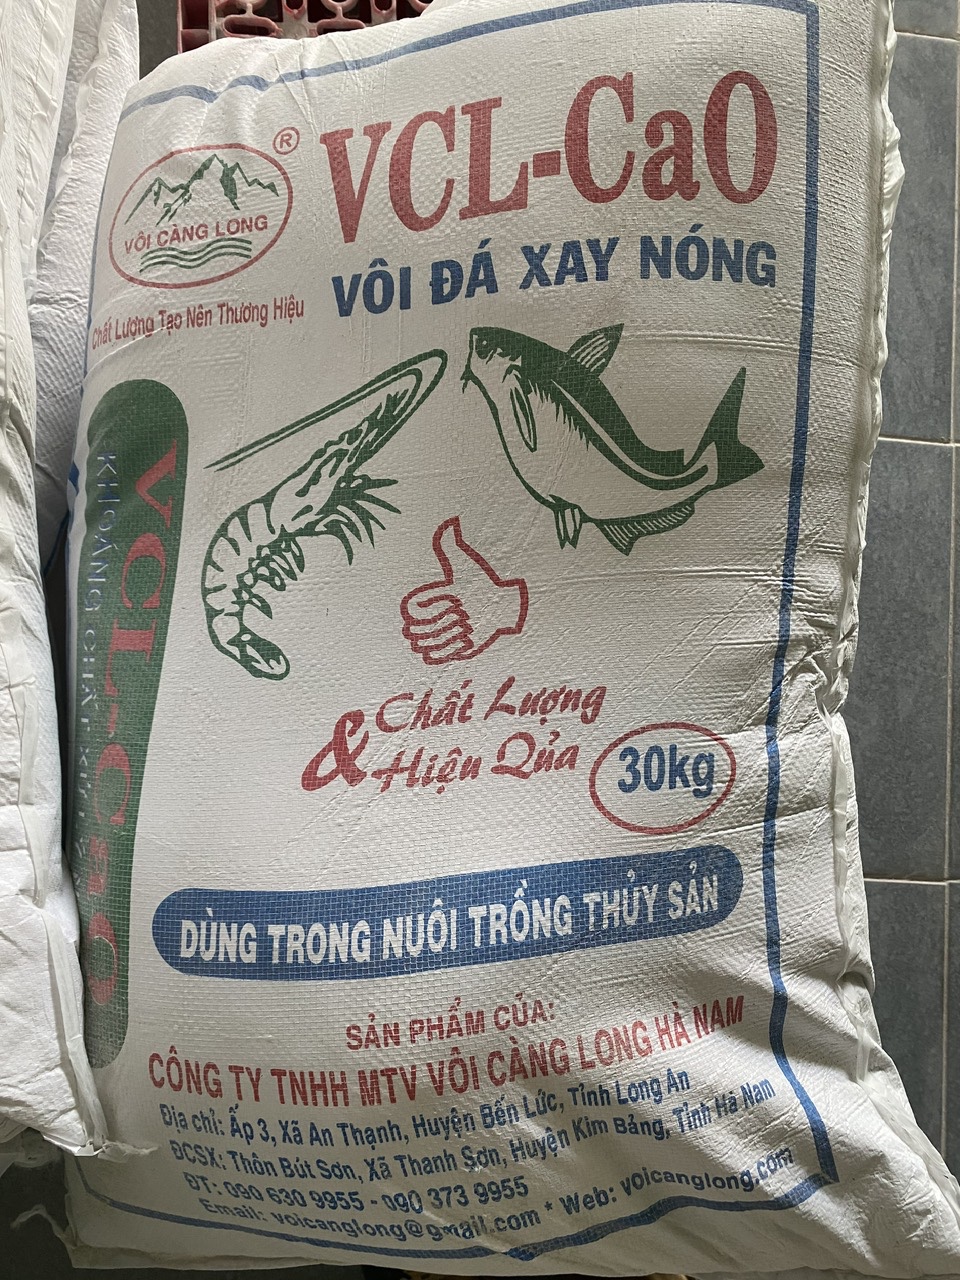 VCL-CaO
®
VÔI CÀNG LONG
VÔI ĐÁ XAY NÓNG
Chất Lượng Tạo Nên Thương Hiệu
VCL-CaO
KHOÁNG CHẤT
Chất Lượng
& Hiệu Qủa
30kg
DÙNG TRONG NUÔI TRỒNG THỦY SẢN
SẢN PHẨM CỦA:
CÔNG TY TNHH MTV VÔI CÀNG LONG HÀ NAM
Địa chỉ: Ấp 3, Xã An Thạnh, Huyện Bến Lức, Tỉnh Long An
ĐCSX: Thôn Bút Sơn, Xã Thanh Sơn, Huyện Kim Bảng, Tỉnh Hà Nam
ĐT: 090 630 9955 - 090 373 9955
Email: voicanglong@gmail.com * Web: voicanglong.com